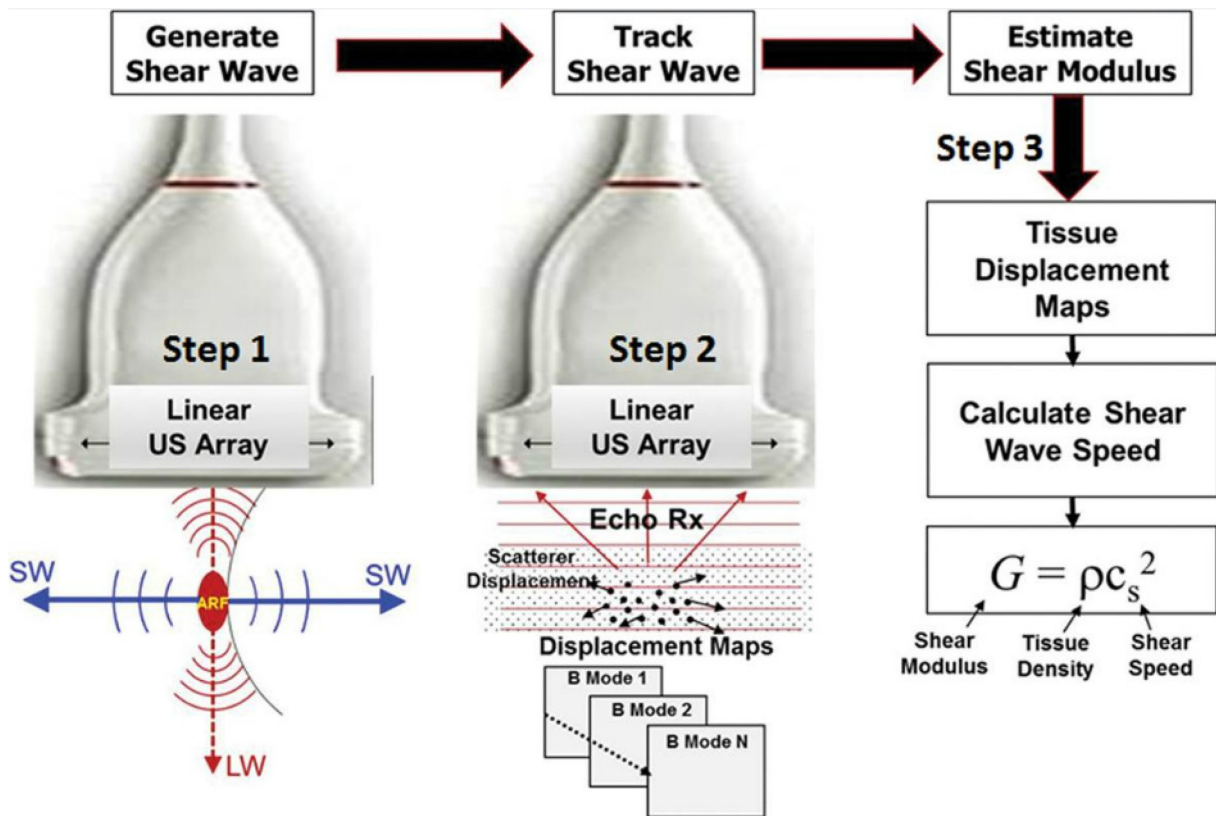 Generate
Shear Wave
Track
Shear Wave
Estimate
Shear Modulus
Step 1
Linear
US Array
SW
SW
ARF
LW
Step 2
Linear
US Array
Echo Rx
Scatterer
Displacement
Displacement Maps
B Mode 1
B Mode 2
B Mode N
Step 3
Tissue
Displacement
Maps
Calculate Shear
Wave Speed
G = ρcₛ²
Shear
Modulus
Tissue
Density
Shear
Speed